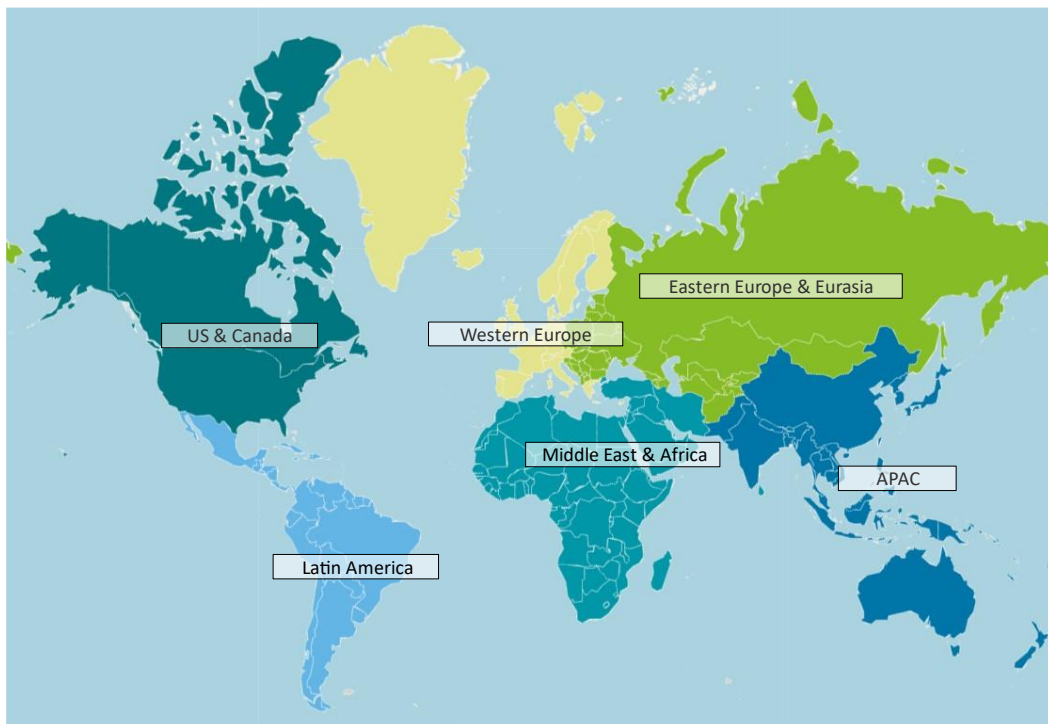 Eastern Europe & Eurasia
US & Canada
Western Europe
Middle East & Africa
APAC
Latin America